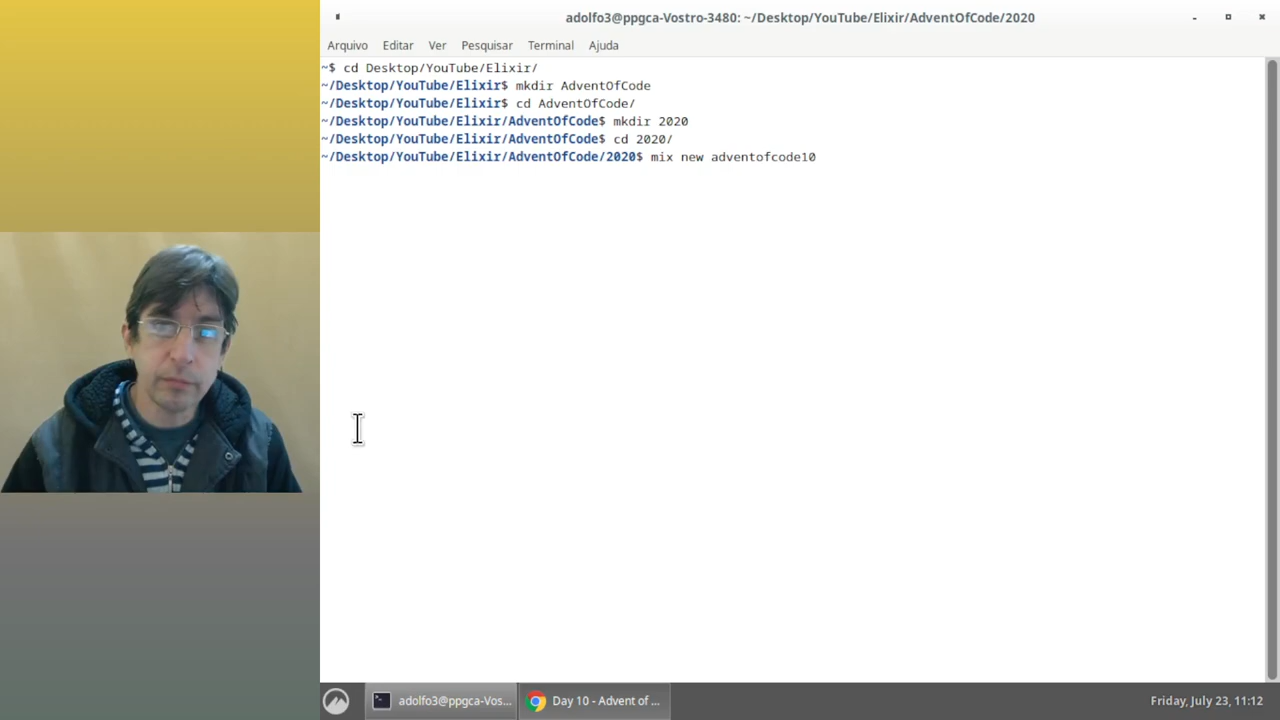 adolfo3@ppgca-Vostro-3480: ~/Desktop/YouTube/Elixir/AdventOfCode/2020
Arquivo Editar Ver Pesquisar Terminal Ajuda
~$ cd Desktop/YouTube/Elixir/
~/Desktop/YouTube/Elixir$ mkdir AdventOfCode
~/Desktop/YouTube/Elixir$ cd AdventOfCode/
~/Desktop/YouTube/Elixir/AdventOfCode$ mkdir 2020
~/Desktop/YouTube/Elixir/AdventOfCode$ cd 2020/
~/Desktop/YouTube/Elixir/AdventOfCode/2020$ mix new adventofcode10
adolfo3@ppgca-Vos... Day 10 - Advent of ... Friday, July 23, 11:12